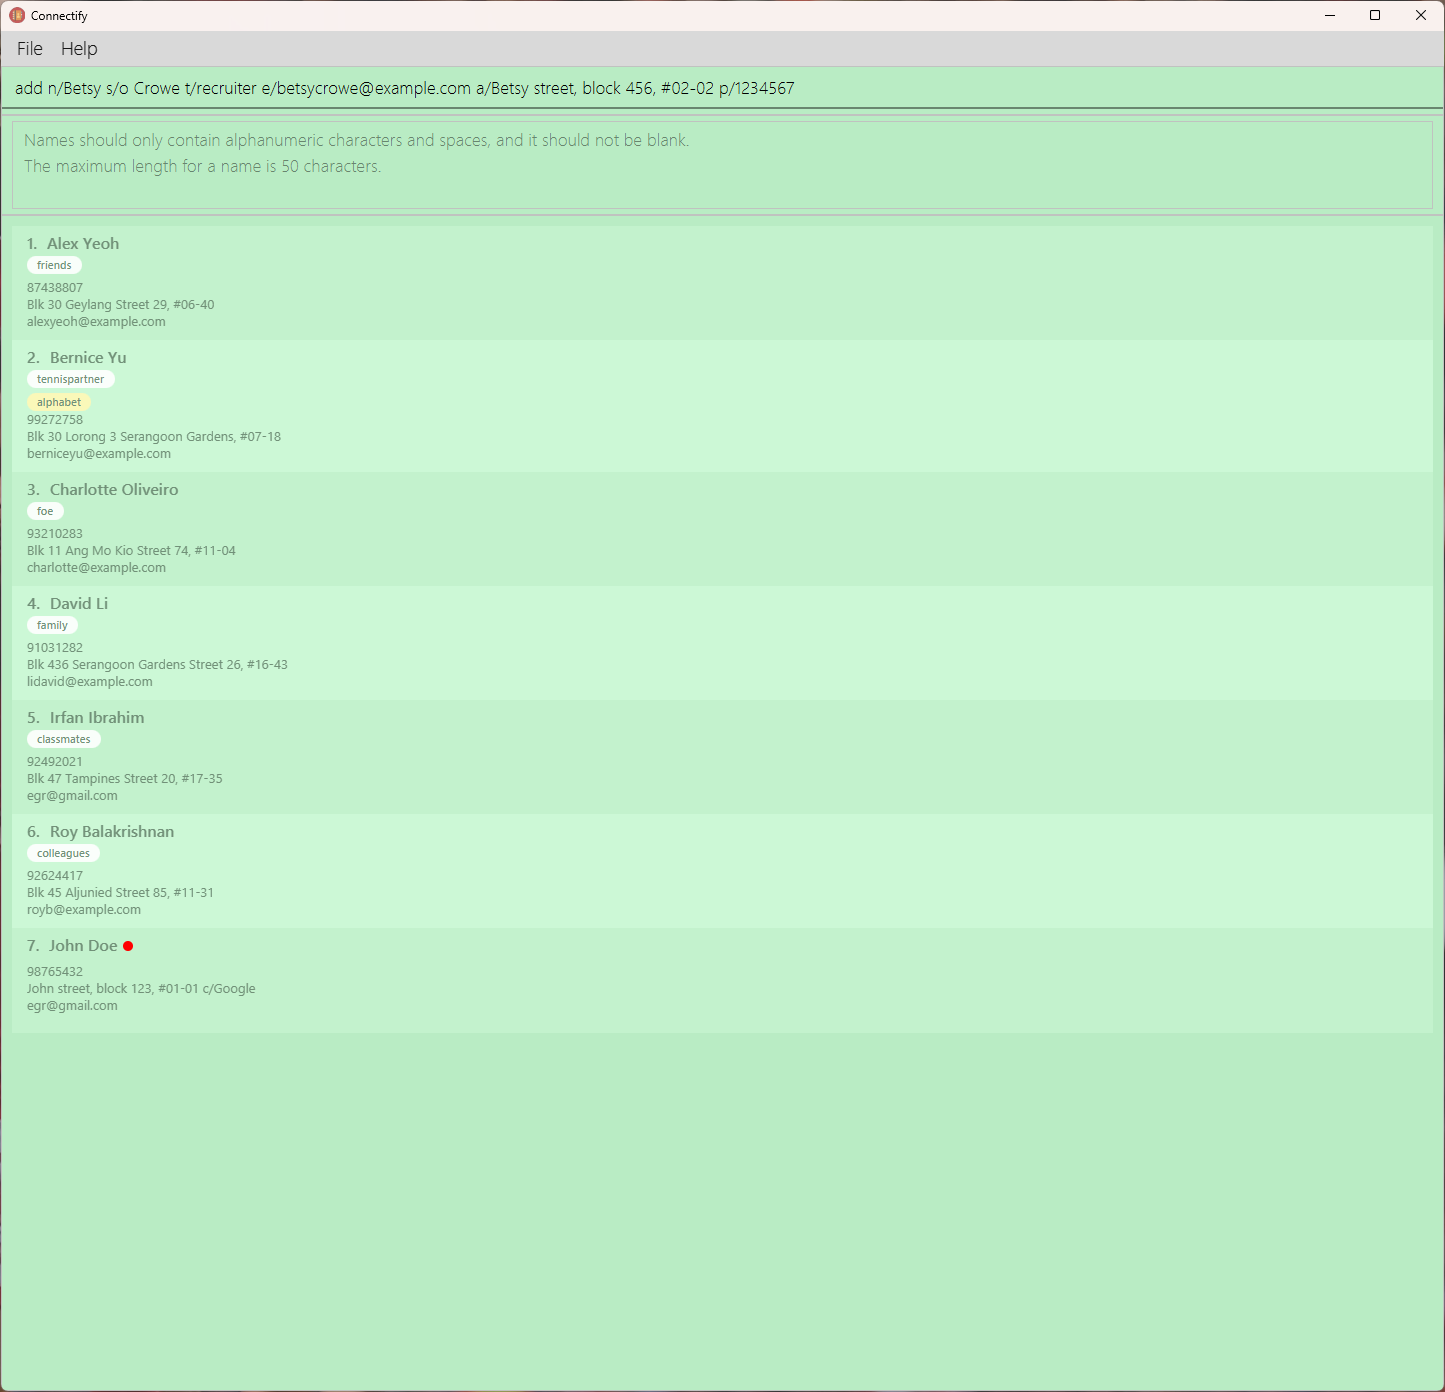 Connectify
File Help
add n/Betsy s/o Crowe t/recruiter e/betsycrowe@example.com a/Betsy street, block 456, #02-02 p/1234567
Names should only contain alphanumeric characters and spaces, and it should not be blank.
The maximum length for a name is 50 characters.
1. Alex Yeoh
friends
87438807
Blk 30 Geylang Street 29, #06-40
alexyeoh@example.com
2. Bernice Yu
tennispartner
alphabet
99272758
Blk 30 Lorong 3 Serangoon Gardens, #07-18
berniceyu@example.com
3. Charlotte Oliveiro
foe
93210283
Blk 11 Ang Mo Kio Street 74, #11-04
charlotte@example.com
4. David Li
family
91031282
Blk 436 Serangoon Gardens Street 26, #16-43
lidavid@example.com
5. Irfan Ibrahim
classmates
92492021
Blk 47 Tampines Street 20, #17-35
egr@gmail.com
6. Roy Balakrishnan
colleagues
92624417
Blk 45 Aljunied Street 85, #11-31
royb@example.com
7. John Doe
98765432
John street, block 123, #01-01 c/Google
egr@gmail.com